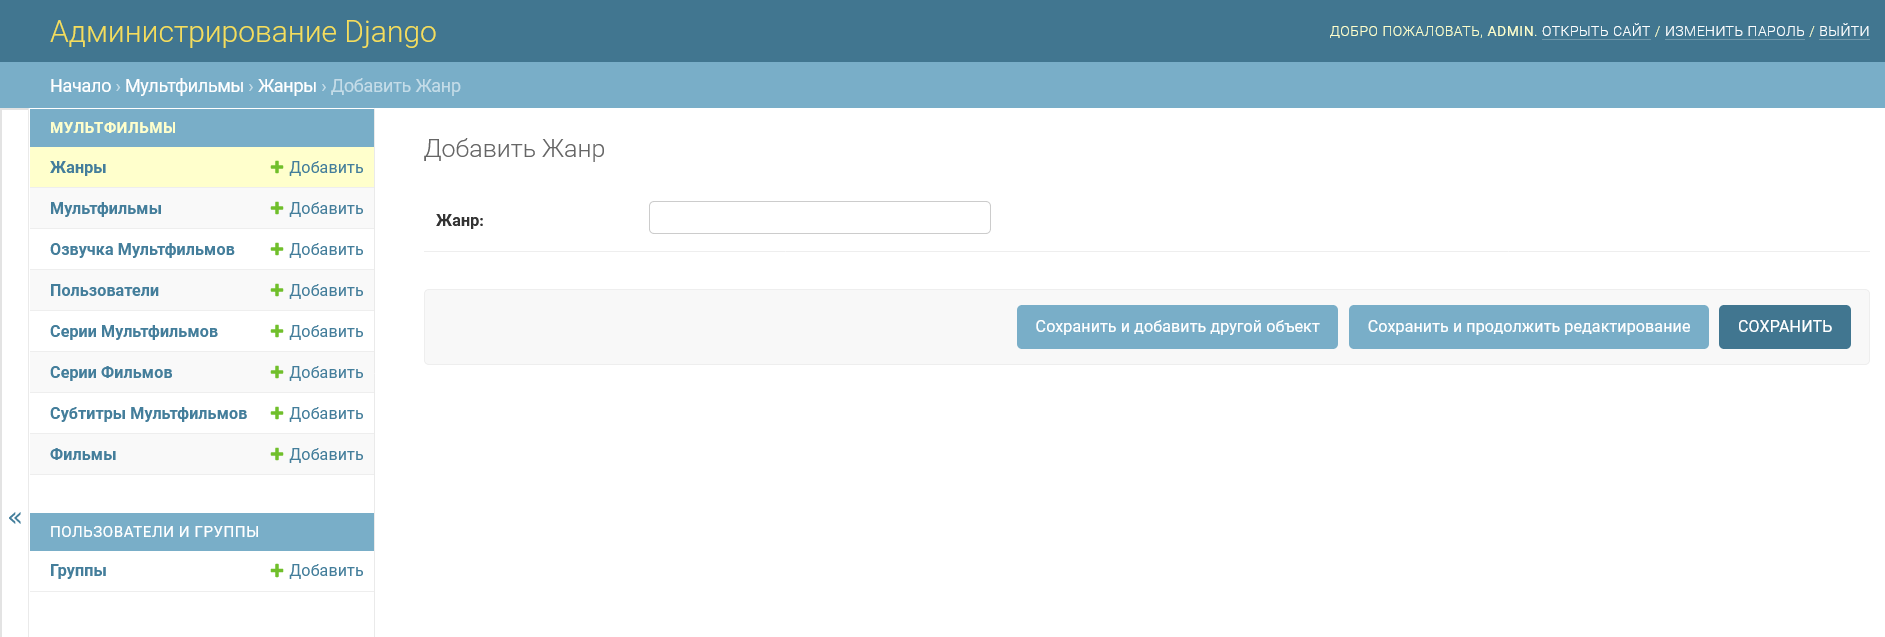 Администрирование Django
ДОБРО ПОЖАЛОВАТЬ, ADMIN. ОТКРЫТЬ САЙТ / ИЗМЕНИТЬ ПАРОЛЬ / ВЫЙТИ
Начало › Мультфильмы › Жанры › Добавить Жанр
МУЛЬТФИЛЬМЫ
Жанры Добавить
Мультфильмы Добавить
Озвучка Мультфильмов Добавить
Пользователи Добавить
Серии Мультфильмов Добавить
Серии Фильмов Добавить
Субтитры Мультфильмов Добавить
Фильмы Добавить
ПОЛЬЗОВАТЕЛИ И ГРУППЫ
Группы Добавить
«
Добавить Жанр
Жанр:
Сохранить и добавить другой объект
Сохранить и продолжить редактирование
СОХРАНИТЬ